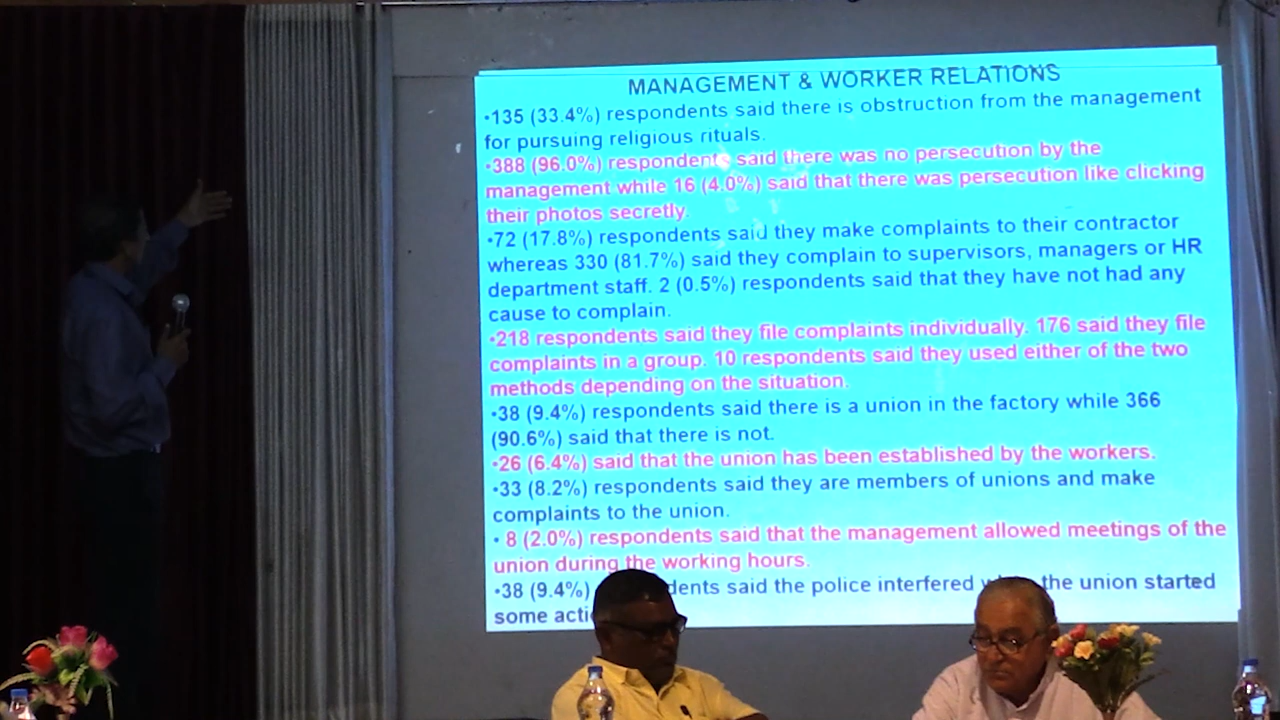 MANAGEMENT & WORKER RELATIONS
•135 (33.4%) respondents said there is obstruction from the management
for pursuing religious rituals.
•388 (96.0%) respondents said there was no persecution by the
management while 16 (4.0%) said that there was persecution like clicking
their photos secretly.
•72 (17.8%) respondents said they make complaints to their contractor
whereas 330 (81.7%) said they complain to supervisors, managers or HR
department staff. 2 (0.5%) respondents said that they have not had any
cause to complain.
•218 respondents said they file complaints individually. 176 said they file
complaints in a group. 10 respondents said they used either of the two
methods depending on the situation.
•38 (9.4%) respondents said there is a union in the factory while 366
(90.6%) said that there is not.
•26 (6.4%) said that the union has been established by the workers.
•33 (8.2%) respondents said they are members of unions and make
complaints to the union.
• 8 (2.0%) respondents said that the management allowed meetings of the
union during the working hours.
•38 (9.4%) dents said the police interfered the union started
some acti